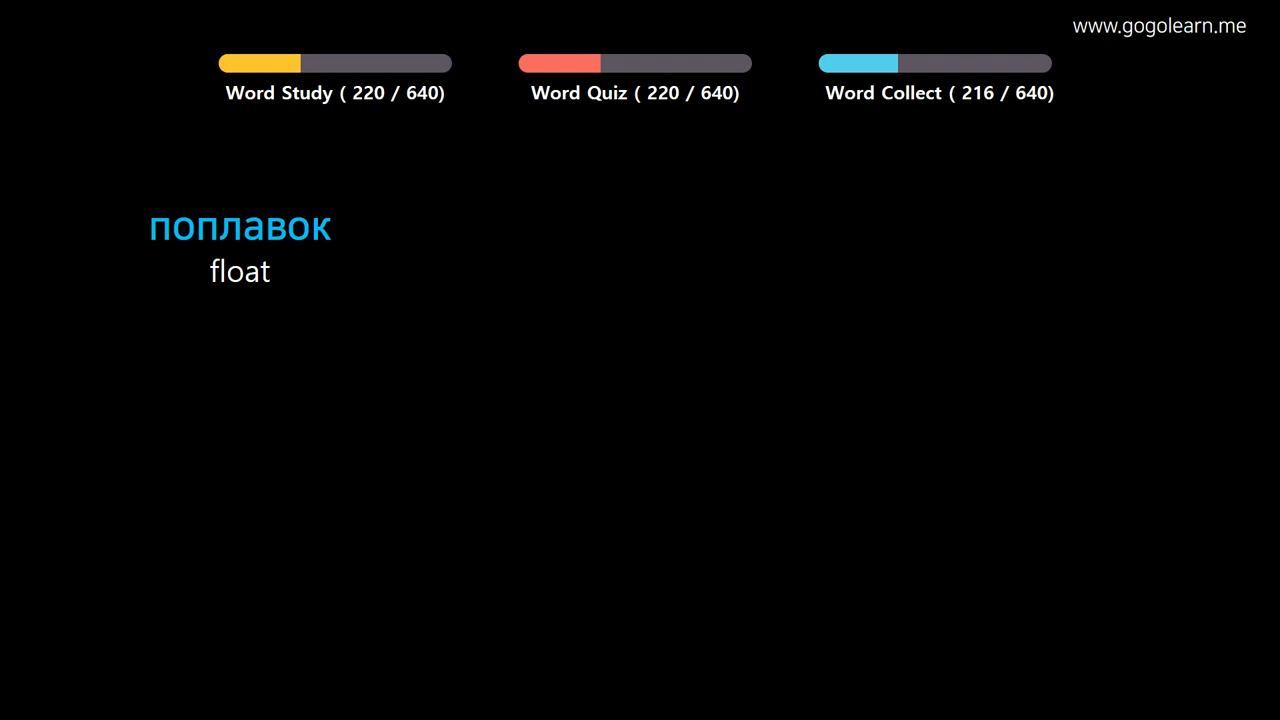 www.gogolearn.me
Word Study ( 220 / 640)
Word Quiz ( 220 / 640)
Word Collect ( 216 / 640)
поплавок
float